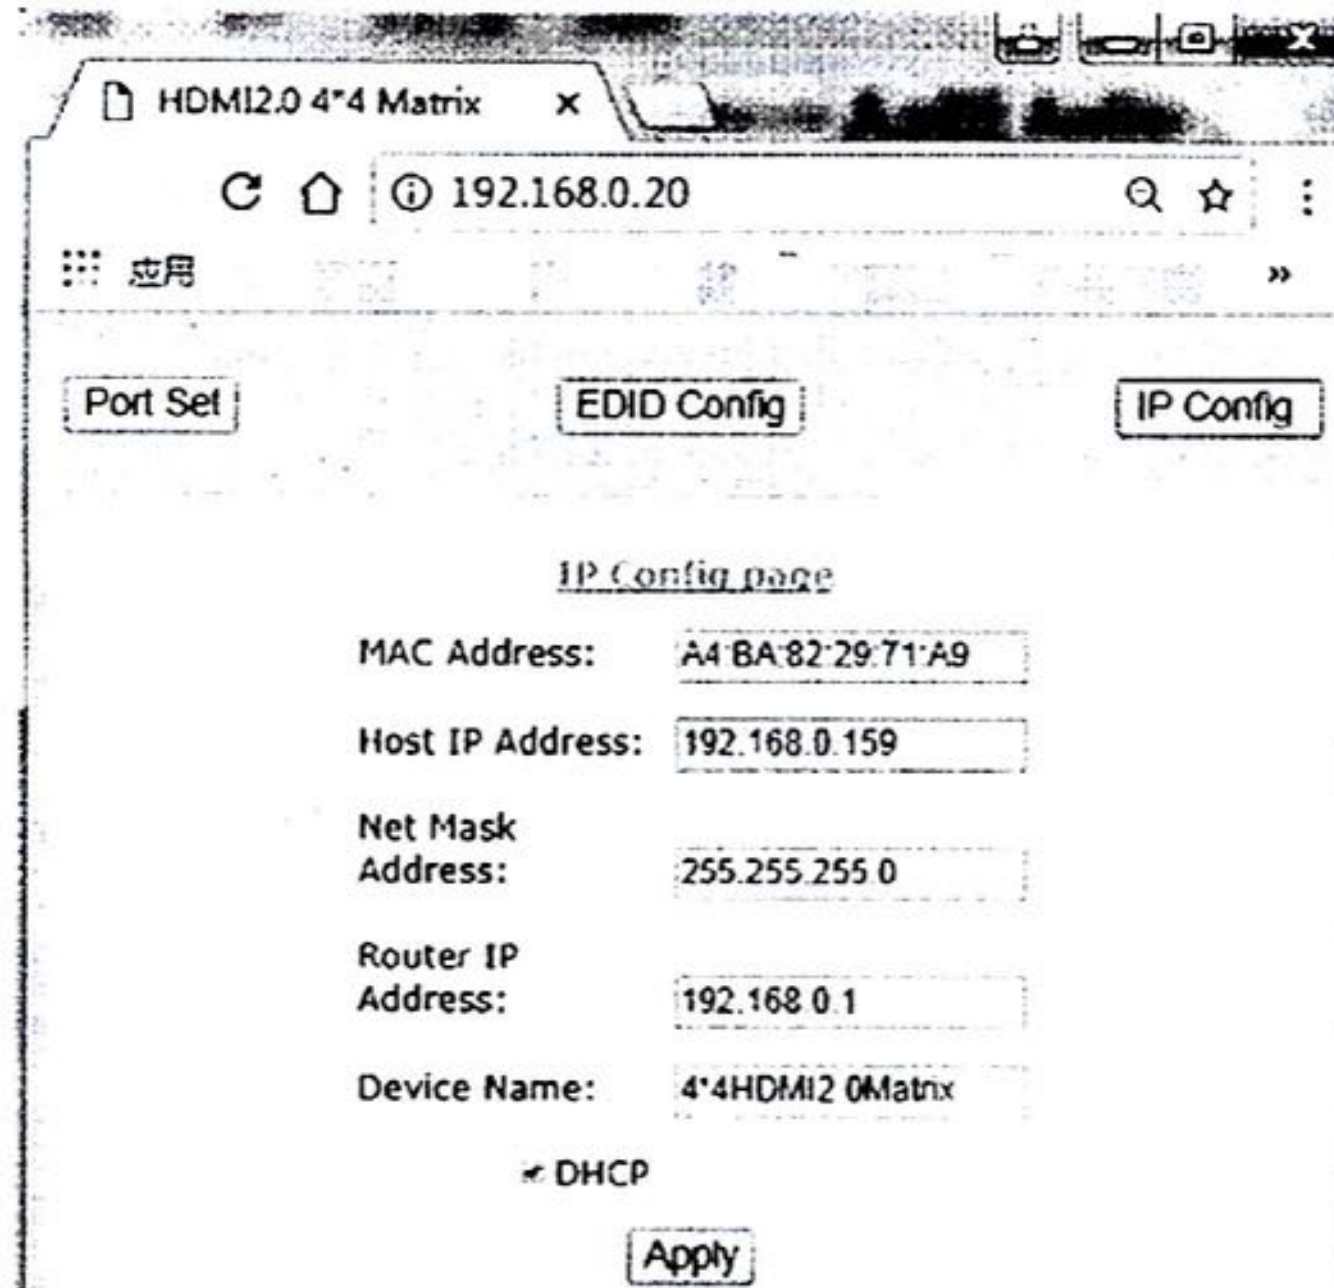 HDMI2.0 4*4 Matrix
192.168.0.20
应用
»
Port Set
EDID Config
IP Config
IP Config page
MAC Address: A4:BA:82:29:71:A9
Host IP Address: 192.168.0.159
Net Mask
Address: 255.255.255.0
Router IP
Address: 192.168.0.1
Device Name: 4*4HDMI2.0Matrix
DHCP
Apply